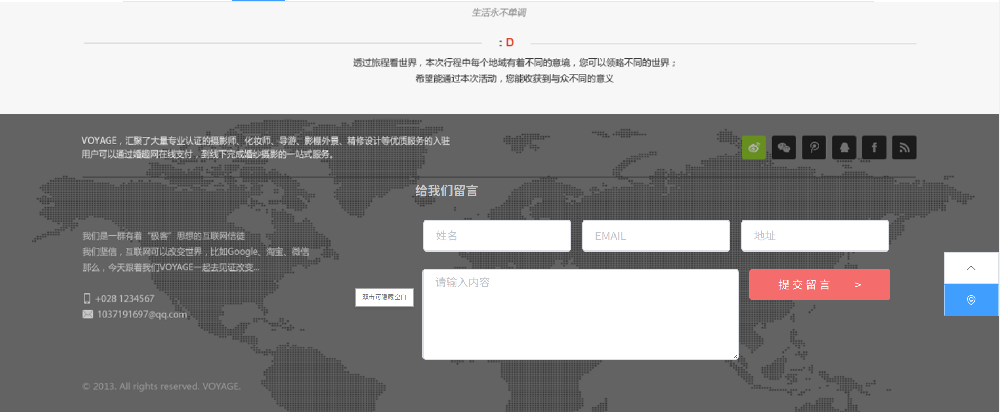 生活永不单调
：D
透过旅程看世界，本次行程中每个地域有着不同的意境，您可以领略不同的世界；
希望能通过本次活动，您能收获到与众不同的意义
VOYAGE，汇聚了大量专业认证的摄影师、化妆师、导游、影棚外景、精修设计等优质服务的入驻
用户可以通过婚趣网在线支付，到线下完成婚纱摄影的一站式服务。
给我们留言
姓名
EMAIL
地址
我们是一群有着“极客”思想的互联网信徒
我们坚信，互联网可以改变世界，比如Google、淘宝、微信
那么，今天跟着我们VOYAGE一起去见证改变...
请输入内容
提交留言 >
双击可隐藏空白
+028 1234567
1037191697@qq.com
© 2013. All rights reserved. VOYAGE.